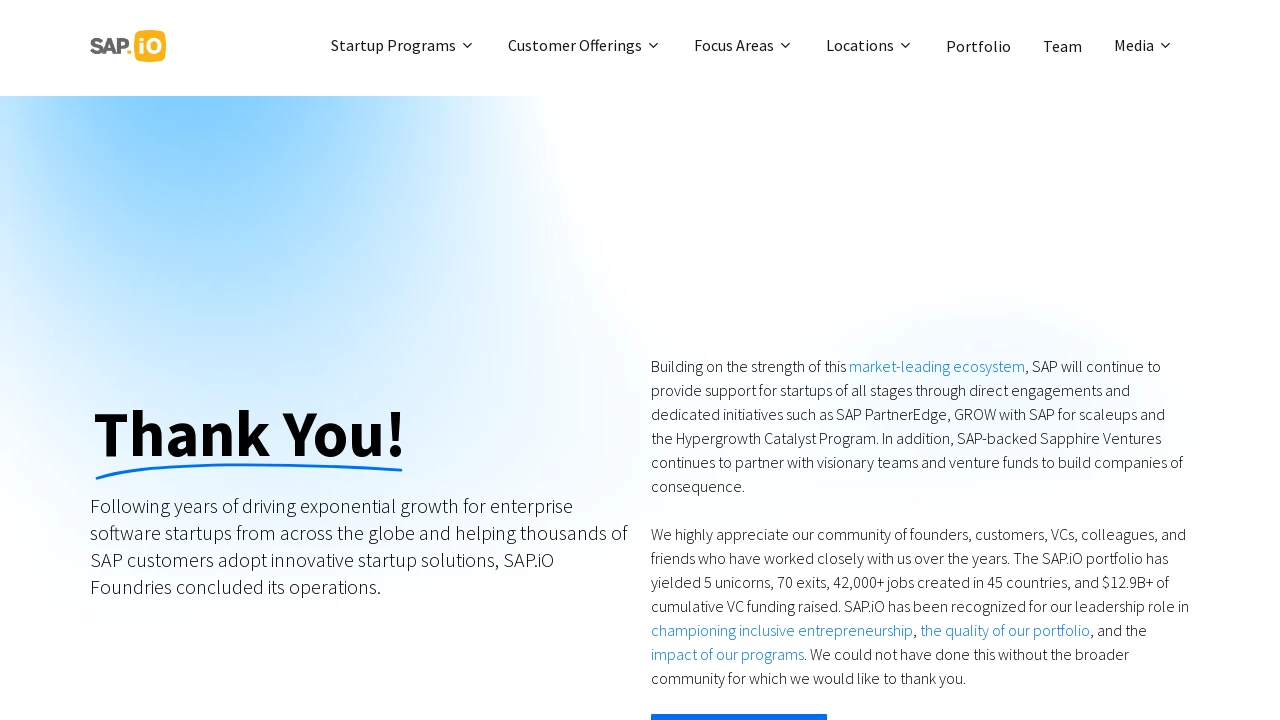 SAP.iO
Startup Programs
Customer Offerings
Focus Areas
Locations
Portfolio
Team
Media
Thank You!
Following years of driving exponential growth for enterprise
software startups from across the globe and helping thousands of
SAP customers adopt innovative startup solutions, SAP.iO
Foundries concluded its operations.
Building on the strength of this market-leading ecosystem, SAP will continue to
provide support for startups of all stages through direct engagements and
dedicated initiatives such as SAP PartnerEdge, GROW with SAP for scaleups and
the Hypergrowth Catalyst Program. In addition, SAP-backed Sapphire Ventures
continues to partner with visionary teams and venture funds to build companies of
consequence.
We highly appreciate our community of founders, customers, VCs, colleagues, and
friends who have worked closely with us over the years. The SAP.iO portfolio has
yielded 5 unicorns, 70 exits, 42,000+ jobs created in 45 countries, and $12.9B+ of
cumulative VC funding raised. SAP.iO has been recognized for our leadership role in
championing inclusive entrepreneurship, the quality of our portfolio, and the
impact of our programs. We could not have done this without the broader
community for which we would like to thank you.